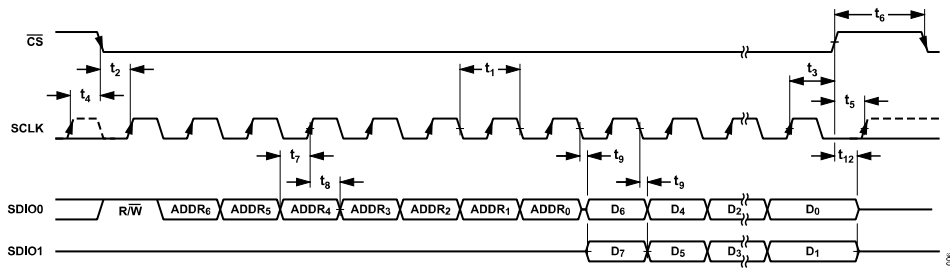 t6
CS
t2
t1
t3
t4
t5
SCLK
t7
t9
t12
t8
t9
SDIO0
R/W
ADDR6
ADDR5
ADDR4
ADDR3
ADDR2
ADDR1
ADDR0
D6
D4
D2
D0
SDIO1
D7
D5
D3
D1